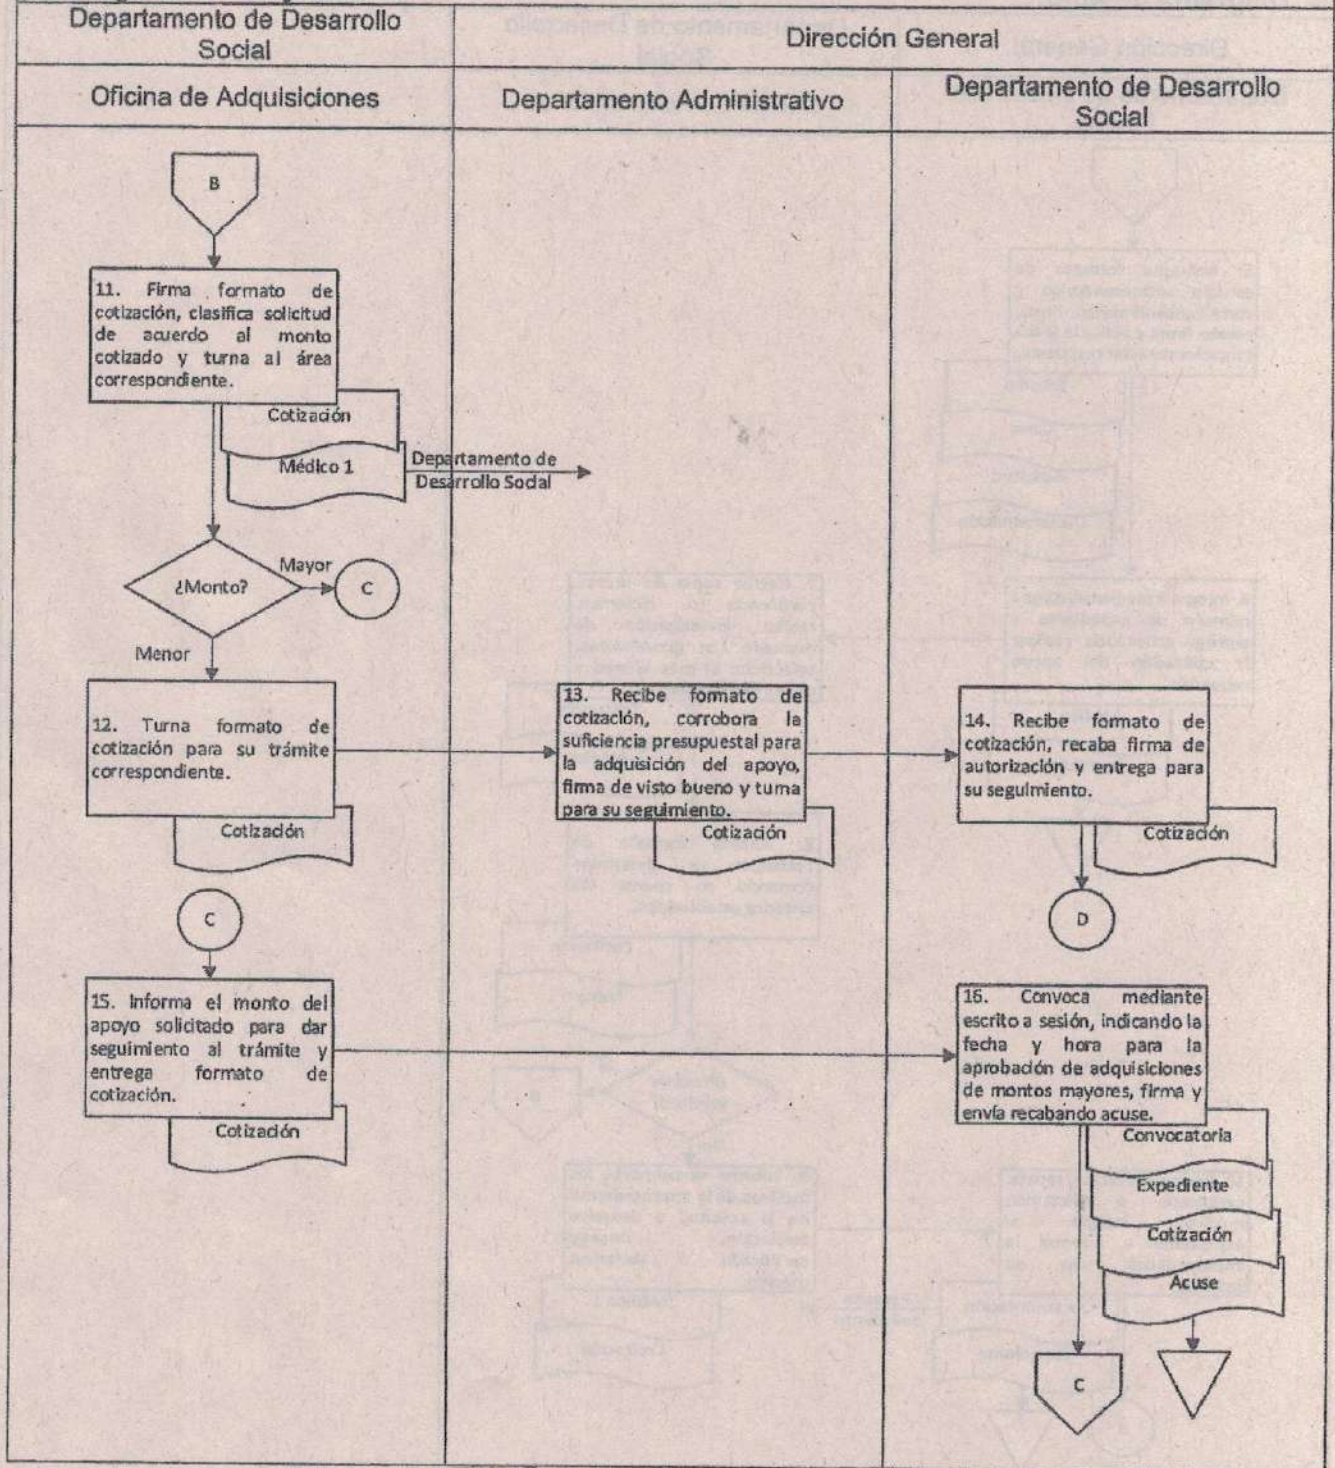 Departamento de Desarrollo
Social
Dirección General
Oficina de Adquisiciones
Departamento Administrativo
Departamento de Desarrollo
Social
B
11. Firma formato de
cotización, clasifica solicitud
de acuerdo al monto
cotizado y turna al área
correspondiente.
Cotización
Médico 1
Departamento de
Desarrollo Social
¿Monto?
Mayor
C
Menor
12. Turna formato de
cotización para su trámite
correspondiente.
Cotización
13. Recibe formato de
cotización, corrobora la
suficiencia presupuestal para
la adquisición del apoyo,
firma de visto bueno y turna
para su seguimiento.
Cotización
14. Recibe formato de
cotización, recaba firma de
autorización y entrega para
su seguimiento.
Cotización
D
C
15. Informa el monto del
apoyo solicitado para dar
seguimiento al trámite y
entrega formato de
cotización.
Cotización
16. Convoca mediante
escrito a sesión, indicando la
fecha y hora para la
aprobación de adquisiciones
de montos mayores, firma y
envía recabando acuse.
Convocatoria
Expediente
Cotización
Acuse
C